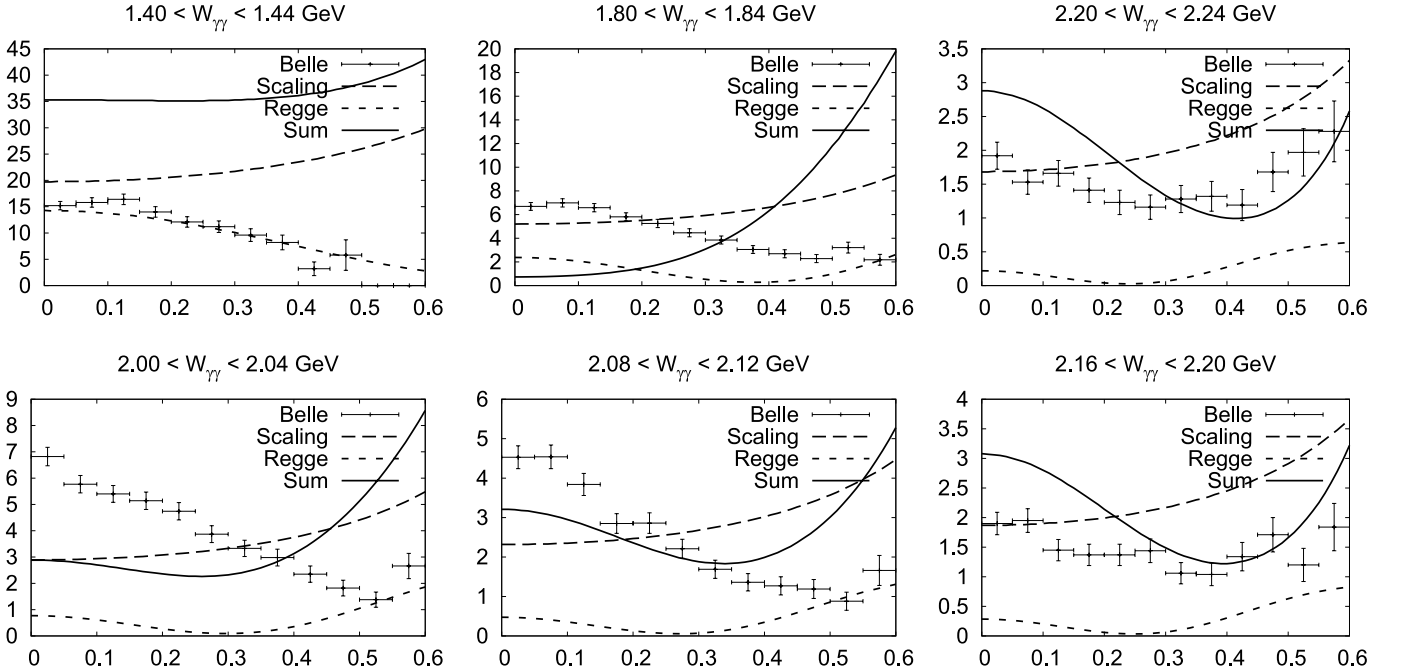 1.40 < Wγγ < 1.44 GeV
45
40
35
30
25
20
15
10
5
0
0 0.1 0.2 0.3 0.4 0.5 0.6
Belle
Scaling
Regge
Sum
1.80 < Wγγ < 1.84 GeV
20
18
16
14
12
10
8
6
4
2
0
0 0.1 0.2 0.3 0.4 0.5 0.6
Belle
Scaling
Regge
Sum
2.20 < Wγγ < 2.24 GeV
3.5
3
2.5
2
1.5
1
0.5
0
0 0.1 0.2 0.3 0.4 0.5 0.6
Belle
Scaling
Regge
Sum
2.00 < Wγγ < 2.04 GeV
9
8
7
6
5
4
3
2
1
0
0 0.1 0.2 0.3 0.4 0.5 0.6
Belle
Scaling
Regge
Sum
2.08 < Wγγ < 2.12 GeV
6
5
4
3
2
1
0
0 0.1 0.2 0.3 0.4 0.5 0.6
Belle
Scaling
Regge
Sum
2.16 < Wγγ < 2.20 GeV
4
3.5
3
2.5
2
1.5
1
0.5
0
0 0.1 0.2 0.3 0.4 0.5 0.6
Belle
Scaling
Regge
Sum